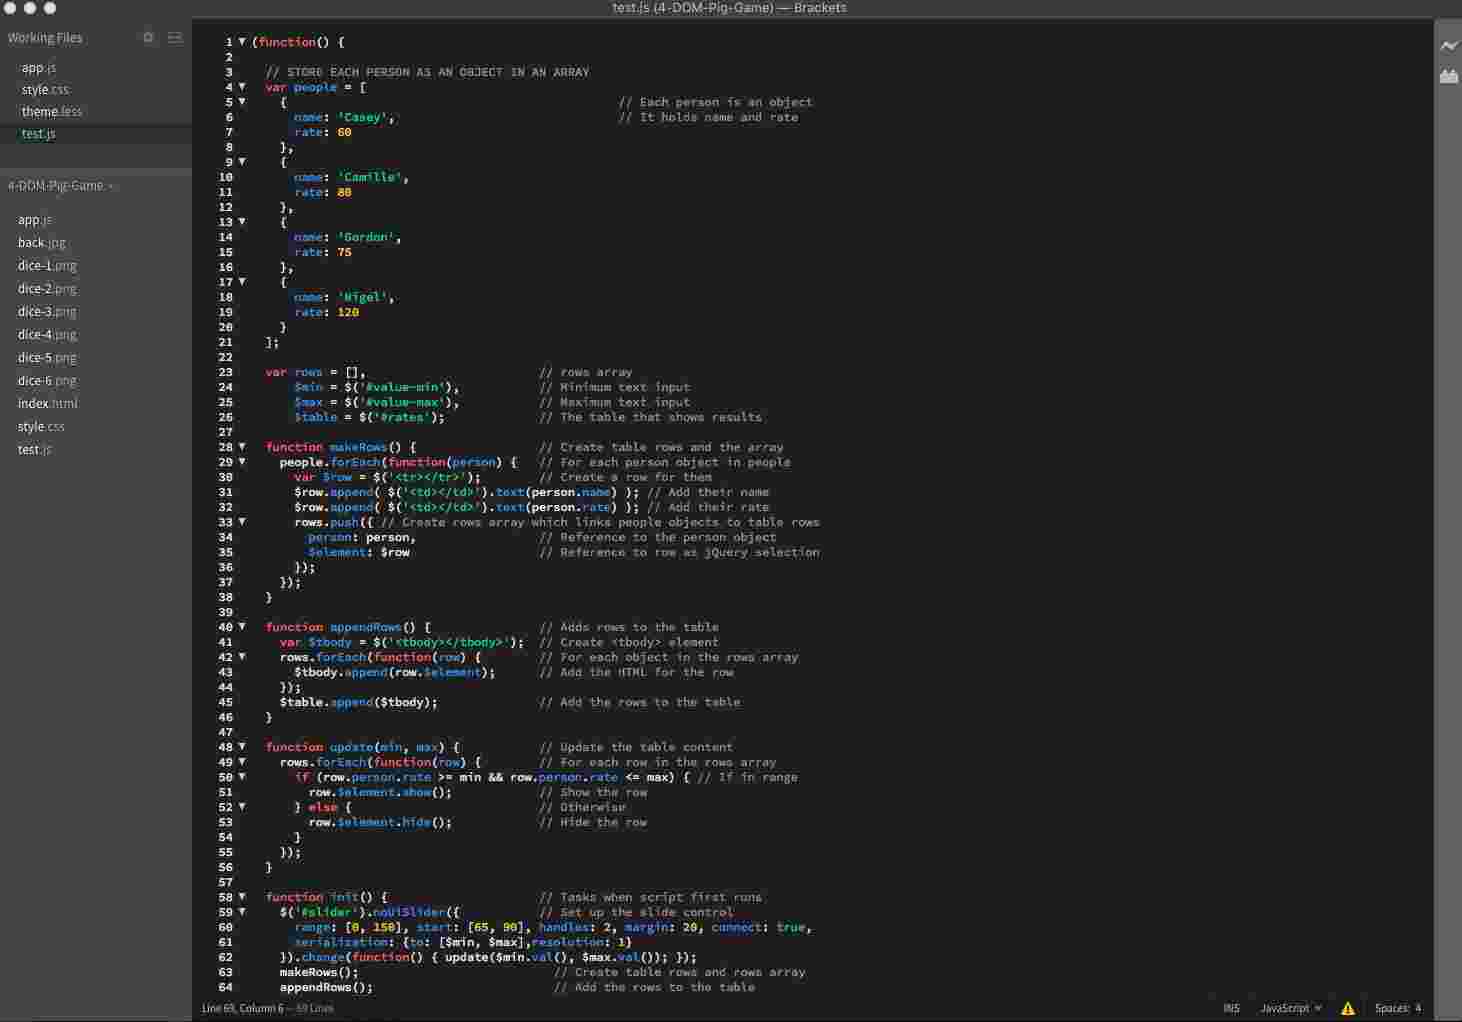 test.js (4-DOM-Pig-Game) — Brackets
Working Files
app.js
style.css
theme.less
test.js
4-DOM-Pig-Game
app.js
back.jpg
dice-1.png
dice-2.png
dice-3.png
dice-4.png
dice-5.png
dice-6.png
index.html
style.css
test.js
1 (function() {
2
3 // STORE EACH PERSON AS AN OBJECT IN AN ARRAY
4 var people = [
5 { // Each person is an object
6 name: 'Casey', // It holds name and rate
7 rate: 60
8 },
9 {
10 name: 'Camille',
11 rate: 80
12 },
13 {
14 name: 'Gordon',
15 rate: 75
16 },
17 {
18 name: 'Nigel',
19 rate: 120
20 }
21 ];
22
23 var rows = [], // rows array
24 $min = $('#value-min'), // Minimum text input
25 $max = $('#value-max'), // Maximum text input
26 $table = $('#rates'); // The table that shows results
27
28 function makeRows() { // Create table rows and the array
29 people.forEach(function(person) { // For each person object in people
30 var $row = $('<tr></tr>'); // Create a row for them
31 $row.append( $('<td></td>').text(person.name) ); // Add their name
32 $row.append( $('<td></td>').text(person.rate) ); // Add their rate
33 rows.push({ // Create rows array which links people objects to table rows
34 person: person, // Reference to the person object
35 $element: $row // Reference to row as jQuery selection
36 });
37 });
38 }
39
40 function appendRows() { // Adds rows to the table
41 var $tbody = $('<tbody></tbody>'); // Create <tbody> element
42 rows.forEach(function(row) { // For each object in the rows array
43 $tbody.append(row.$element); // Add the HTML for the row
44 });
45 $table.append($tbody); // Add the rows to the table
46 }
47
48 function update(min, max) { // Update the table content
49 rows.forEach(function(row) { // For each row in the rows array
50 if (row.person.rate >= min && row.person.rate <= max) { // If in range
51 row.$element.show(); // Show the row
52 } else { // Otherwise
53 row.$element.hide(); // Hide the row
54 }
55 });
56 }
57
58 function init() { // Tasks when script first runs
59 $('#slider').noUiSlider({ // Set up the slide control
60 range: [0, 150], start: [65, 90], handles: 2, margin: 20, connect: true,
61 serialization: {to: [$min, $max],resolution: 1}
62 }).change(function() { update($min.val(), $max.val()); });
63 makeRows(); // Create table rows and rows array
64 appendRows(); // Add the rows to the table
Line 69, Column 6 — 69 Lines INS JavaScript Spaces: 4